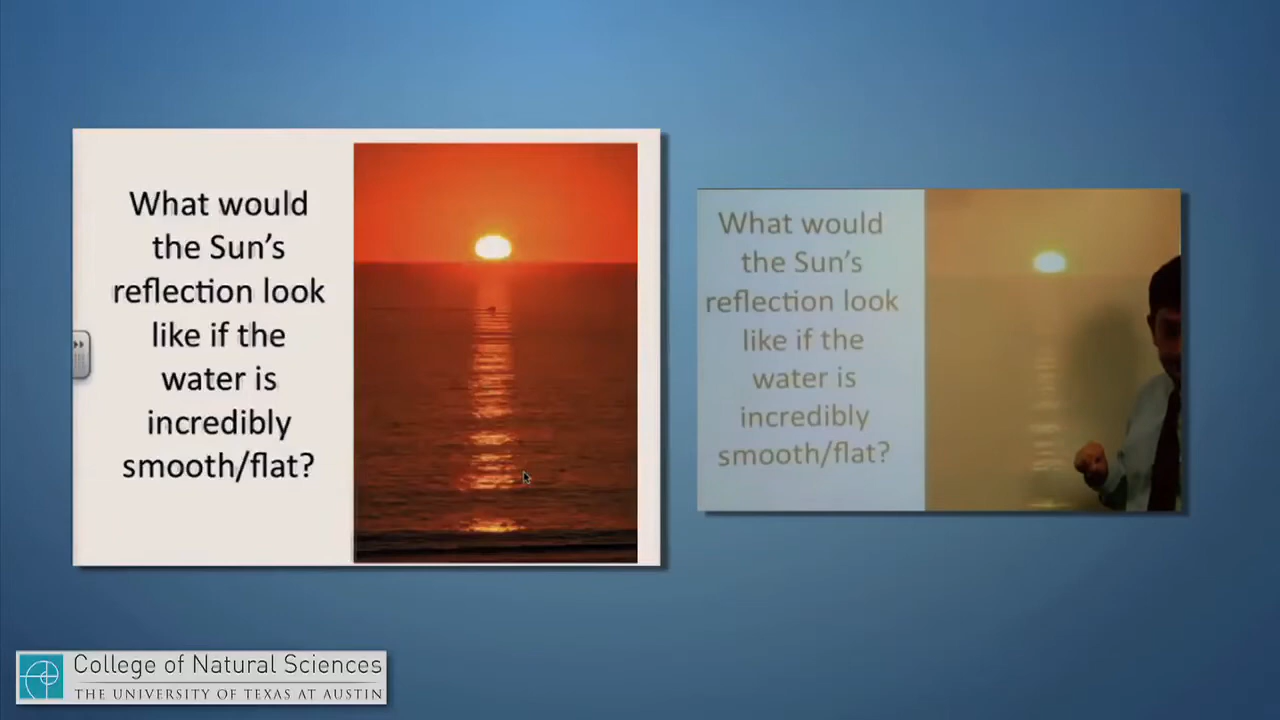 What would
the Sun's
reflection look
like if the
water is
incredibly
smooth/flat?
What would
the Sun's
reflection look
like if the
water is
incredibly
smooth/flat?
College of Natural Sciences
THE UNIVERSITY OF TEXAS AT AUSTIN